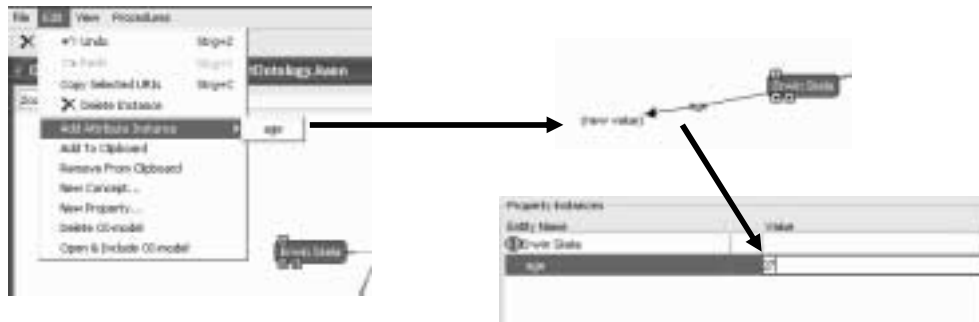 File Edit View Procedures
Undo Strg+Z
Copy Selected URIs Strg+C
Delete Instance
Add Attribute Instance
age
Add To Clipboard
Remove From Clipboard
New Concept...
New Property...
Delete OI-model
Open & Include OI-model
(new value)
Property Instances
Entity Name Value
age